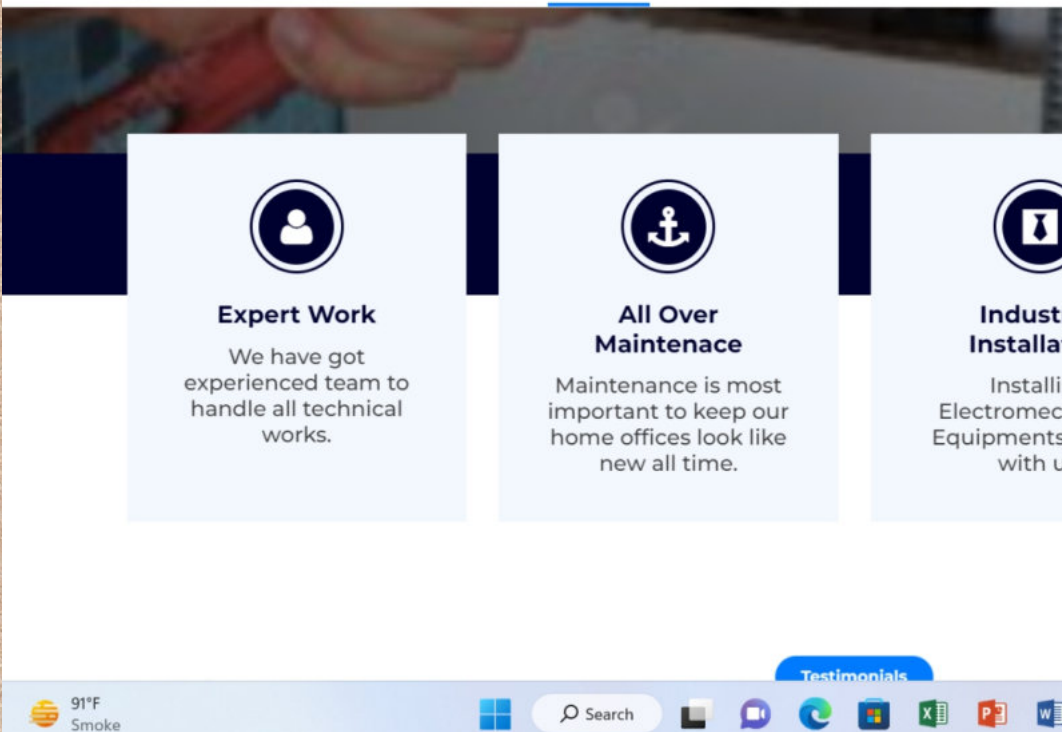 Expert Work
We have got
experienced team to
handle all technical
works.
All Over
Maintenace
Maintenance is most
important to keep our
home offices look like
new all time.
Testimonials
91°F
Smoke
Search